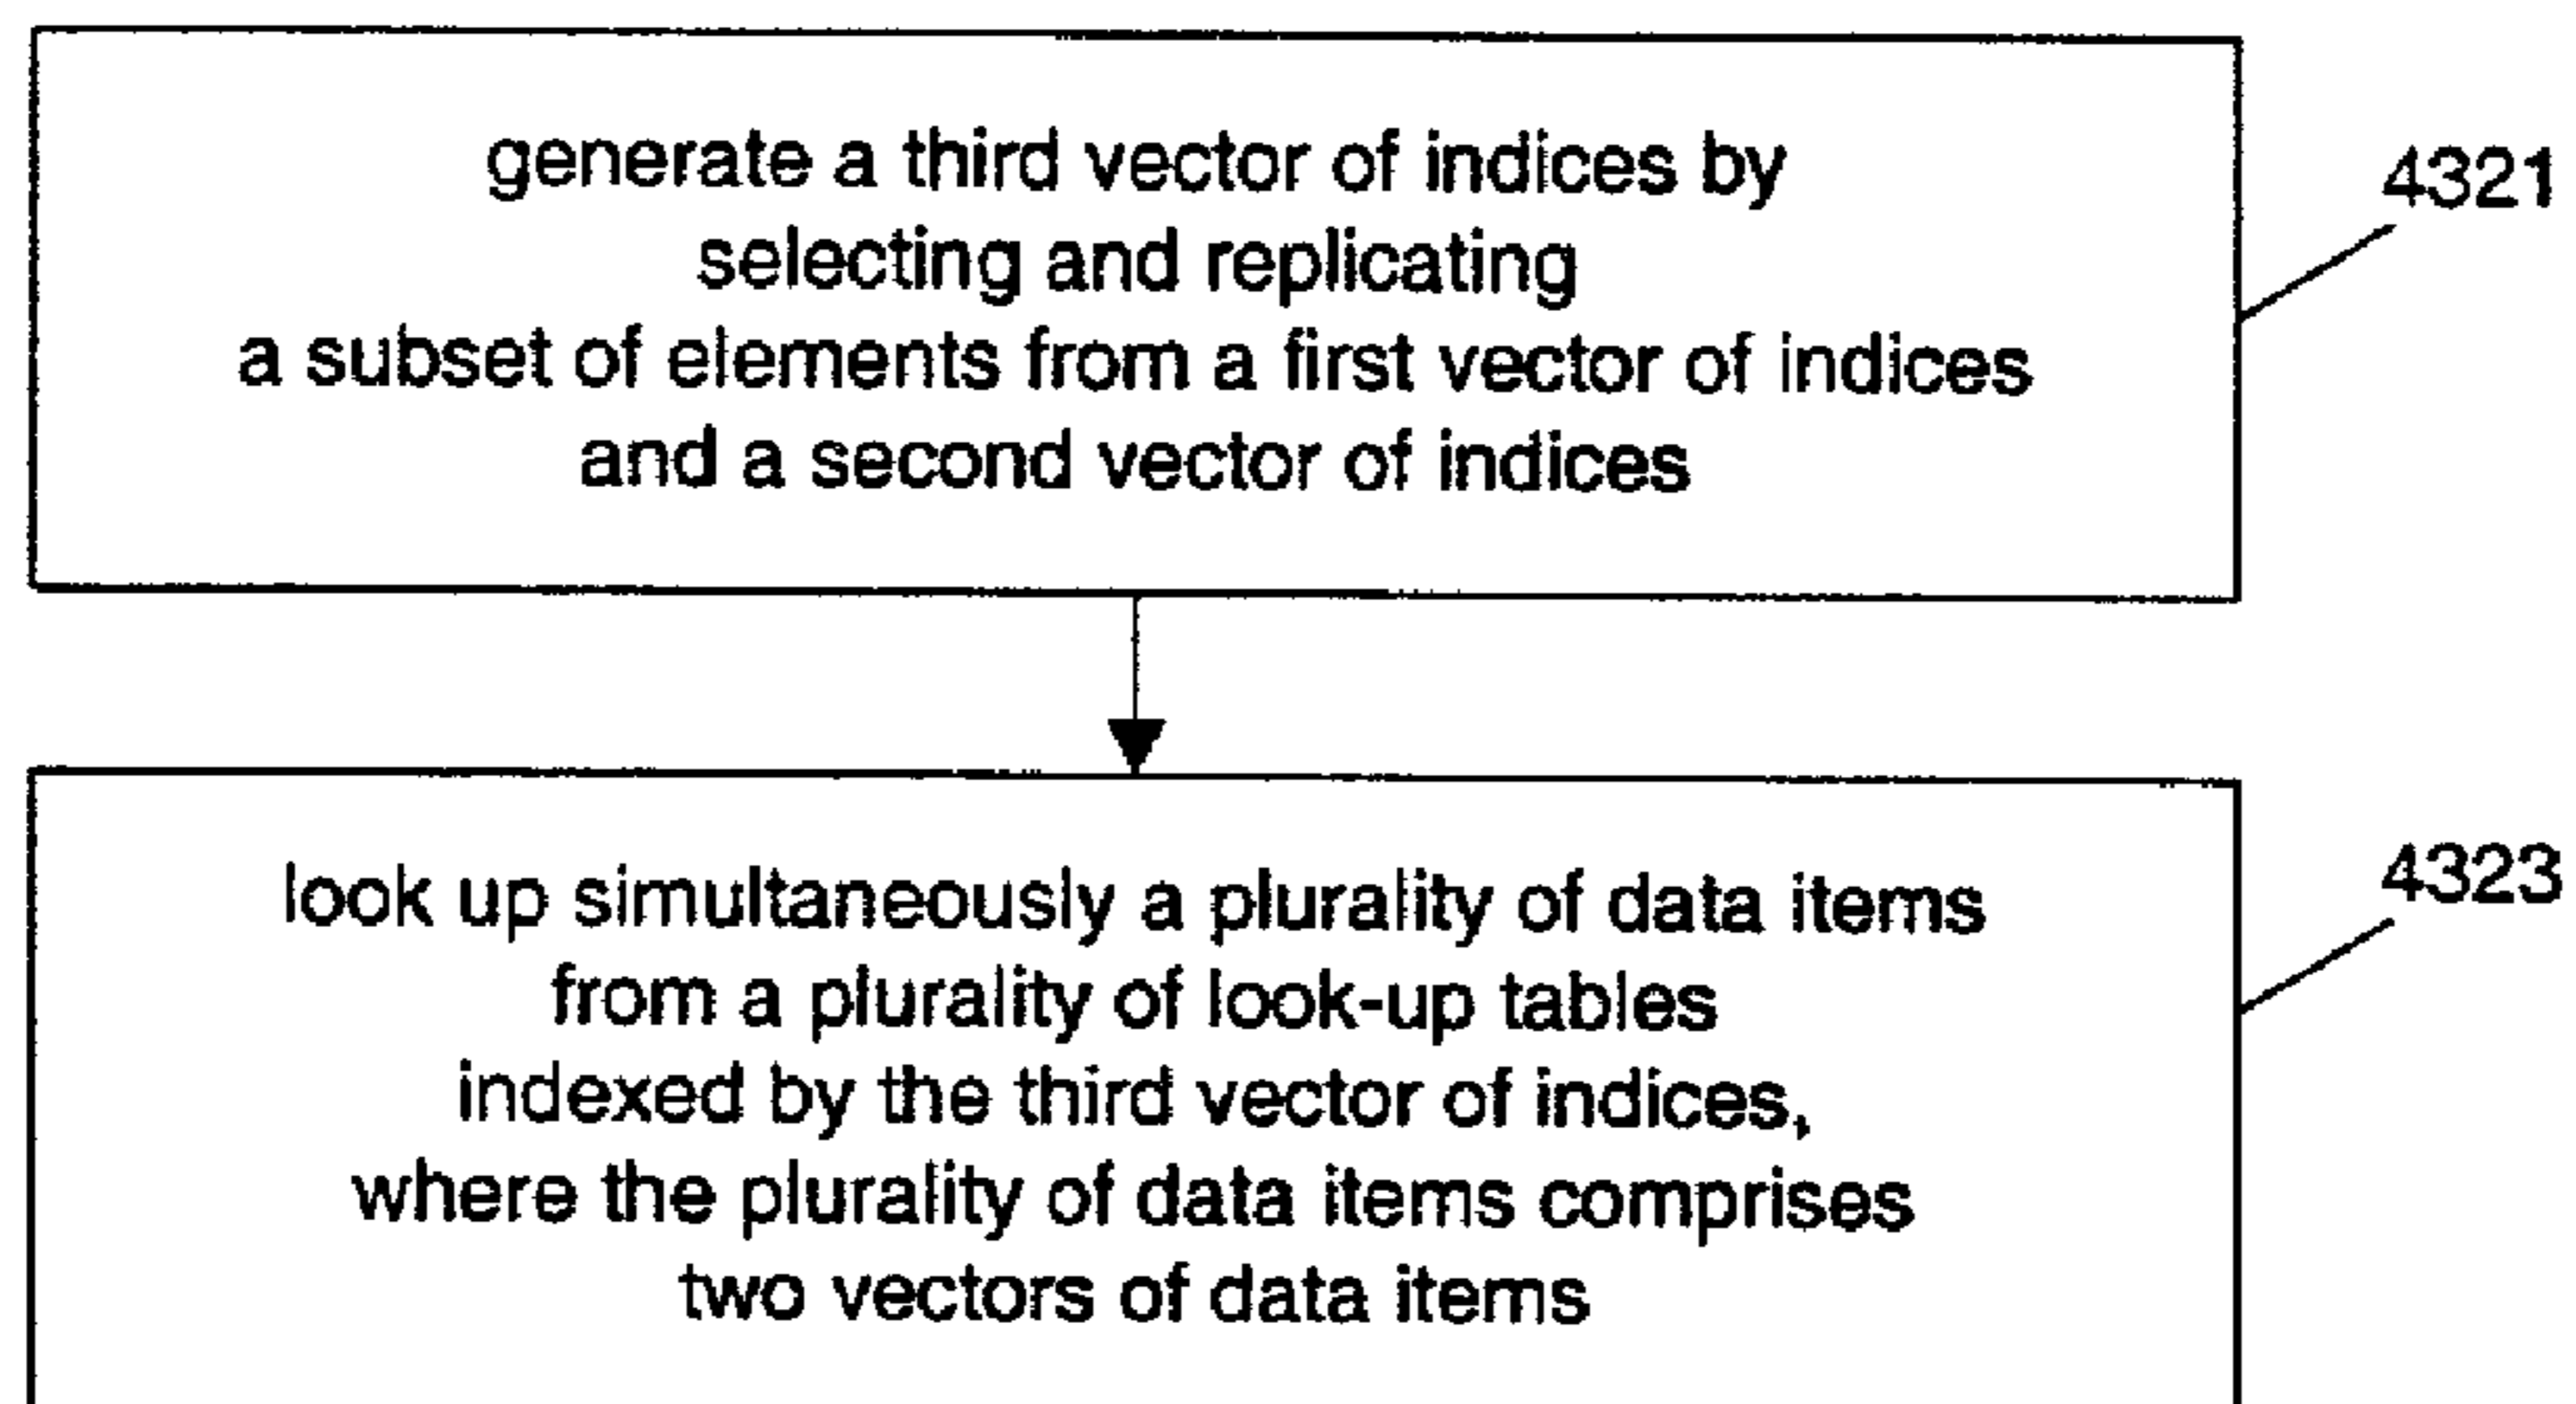 generate a third vector of indices by
selecting and replicating
a subset of elements from a first vector of indices
and a second vector of indices
4321
look up simultaneously a plurality of data items
from a plurality of look-up tables
indexed by the third vector of indices,
where the plurality of data items comprises
two vectors of data items
4323